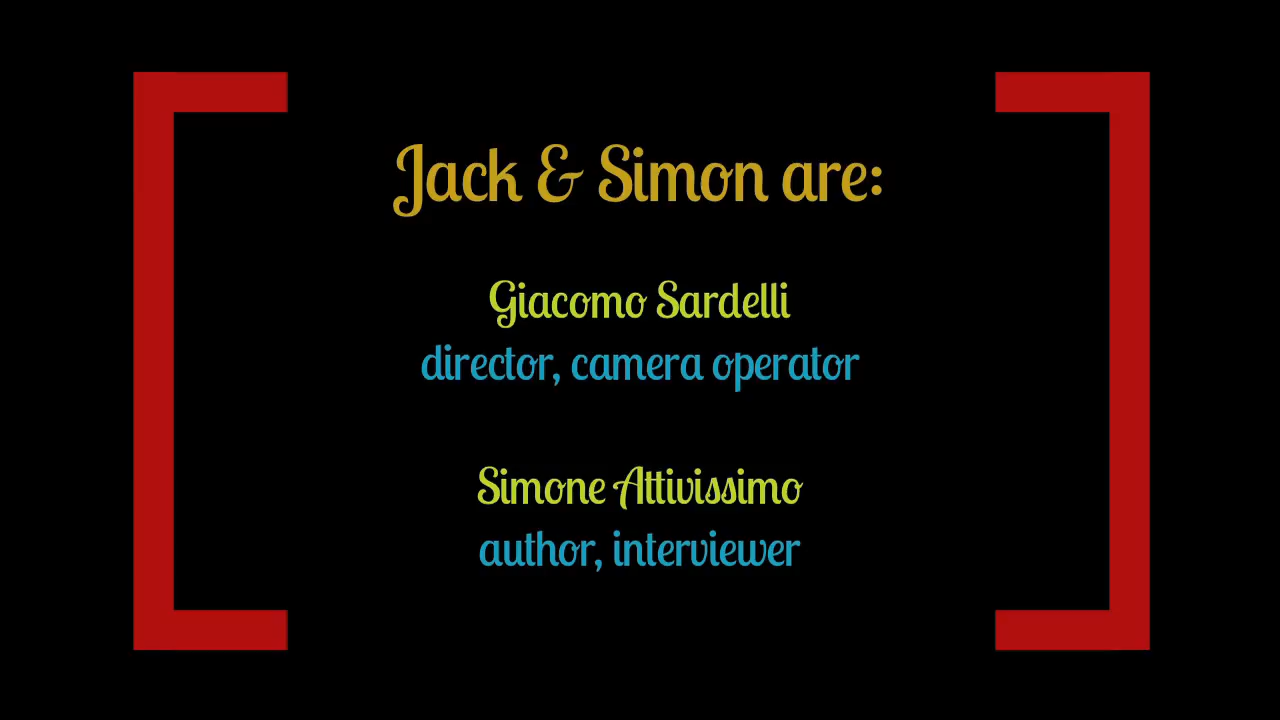 Jack & Simon are:
Giacomo Sardelli
director, camera operator
Simone Attivissimo
author, interviewer